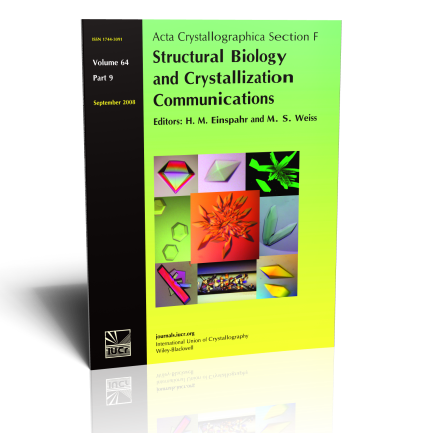 ISSN 1744-3091
Volume 64
Part 9
September 2008
Acta Crystallographica Section F
Structural Biology
and Crystallization
Communications
Editors: H. M. Einspahr and M. S. Weiss
journals.iucr.org
International Union of Crystallography
Wiley-Blackwell
IUCr